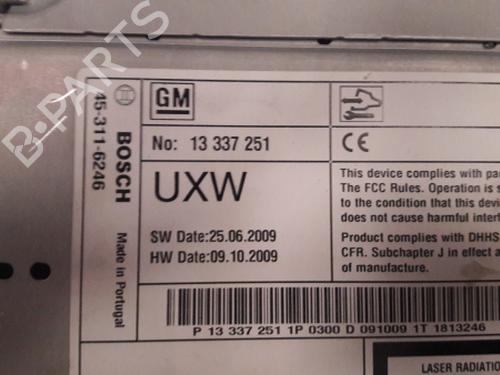 B-PARTS
45-311-6246
BOSCH
Made in Portugal
GM
No: 13 337 251
CE
UXW
SW Date:25.06.2009
HW Date:09.10.2009
This device complies with
The FCC Rules. Operation is
to the condition that this
does not cause harmful
Product complies with DHHS
CFR. Subchapter J in effect
of manufacture.
P 13 337 251 1P 0300 D 091009 1T 1813246
LASER